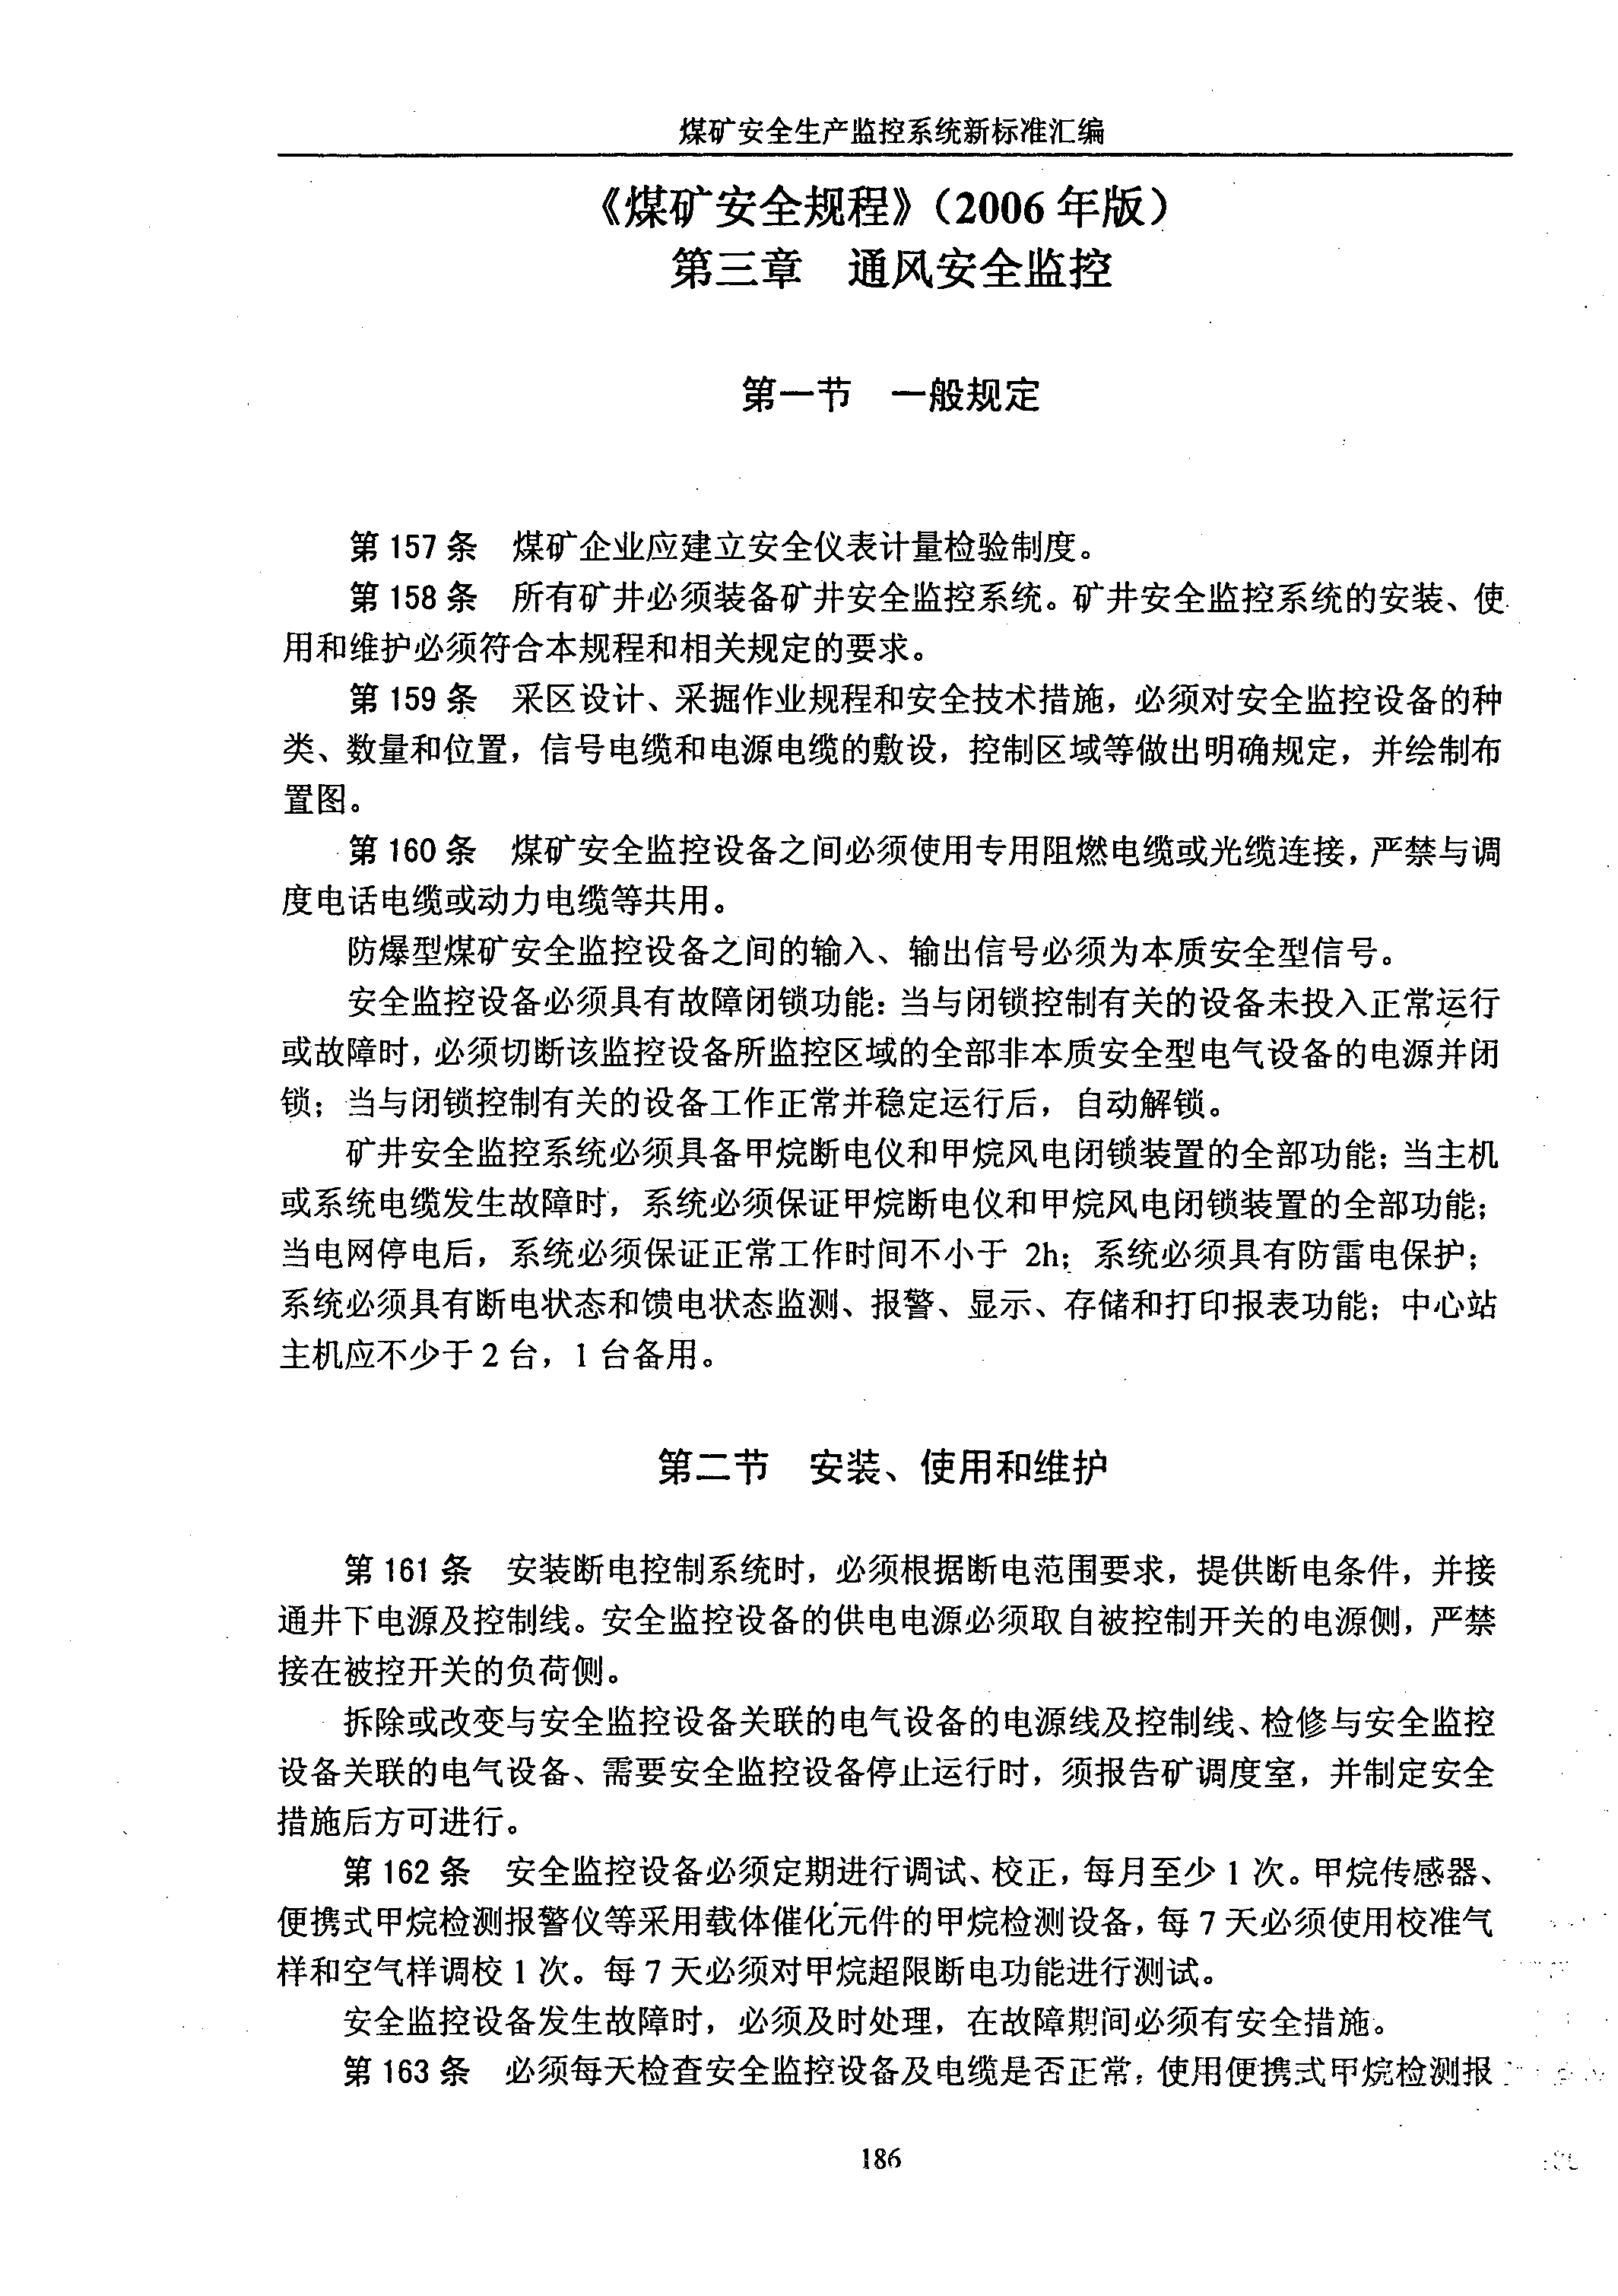 煤矿安全生产监控系统新标准汇编
《煤矿安全规程》（2006年版）
第三章 通风安全监控
第一节 一般规定
第 157 条 煤矿企业应建立安全仪表计量检验制度。
第 158 条 所有矿井必须装备矿井安全监控系统。矿井安全监控系统的安装、使
用和维护必须符合本规程和相关规定的要求。
第 159 条 采区设计、采掘作业规程和安全技术措施，必须对安全监控设备的种
类、数量和位置，信号电缆和电源电缆的敷设，控制区域等做出明确规定，并绘制布
置图。
第 160 条 煤矿安全监控设备之间必须使用专用阻燃电缆或光缆连接，严禁与调
度电话电缆或动力电缆等共用。
防爆型煤矿安全监控设备之间的输入、输出信号必须为本质安全型信号。
安全监控设备必须具有故障闭锁功能：当与闭锁控制有关的设备未投入正常运行
或故障时，必须切断该监控设备所监控区域的全部非本质安全型电气设备的电源并闭
锁；当与闭锁控制有关的设备工作正常并稳定运行后，自动解锁。
矿井安全监控系统必须具备甲烷断电仪和甲烷风电闭锁装置的全部功能；当主机
或系统电缆发生故障时，系统必须保证甲烷断电仪和甲烷风电闭锁装置的全部功能；
当电网停电后，系统必须保证正常工作时间不小于 2h；系统必须具有防雷电保护；
系统必须具有断电状态和馈电状态监测、报警、显示、存储和打印报表功能；中心站
主机应不少于 2 台，1 台备用。
第二节 安装、使用和维护
第 161 条 安装断电控制系统时，必须根据断电范围要求，提供断电条件，并接
通井下电源及控制线。安全监控设备的供电电源必须取自被控制开关的电源侧，严禁
接在被控开关的负荷侧。
拆除或改变与安全监控设备关联的电气设备的电源线及控制线、检修与安全监控
设备关联的电气设备、需要安全监控设备停止运行时，须报告矿调度室，并制定安全
措施后方可进行。
第 162 条 安全监控设备必须定期进行调试、校正，每月至少 1 次。甲烷传感器、
便携式甲烷检测报警仪等采用载体催化元件的甲烷检测设备，每 7 天必须使用校准气
样和空气样调校 1 次。每 7 天必须对甲烷超限断电功能进行测试。
安全监控设备发生故障时，必须及时处理，在故障期间必须有安全措施。
第 163 条 必须每天检查安全监控设备及电缆是否正常，使用便携式甲烷检测报
186